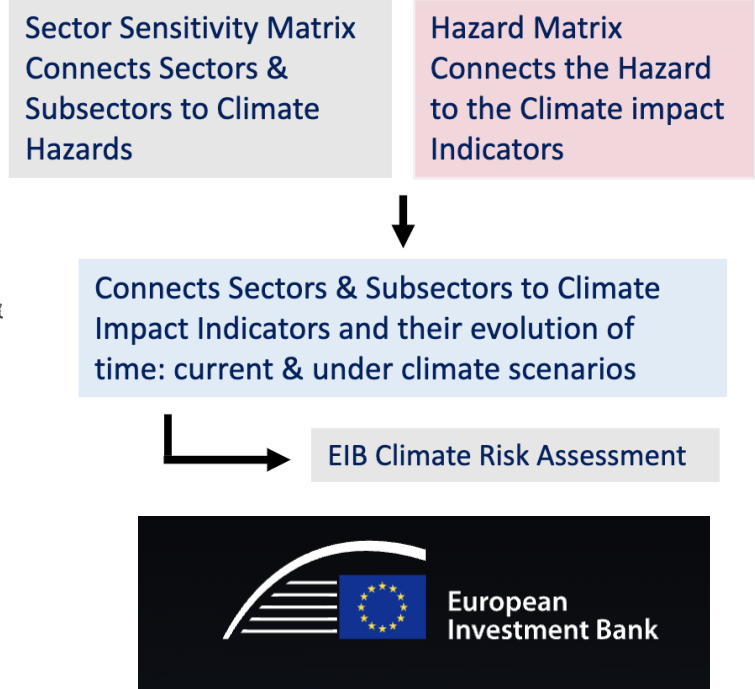 Sector Sensitivity Matrix
Connects Sectors &
Subsectors to Climate
Hazards
Hazard Matrix
Connects the Hazard
to the Climate impact
Indicators
Connects Sectors & Subsectors to Climate
Impact Indicators and their evolution of
time: current & under climate scenarios
EIB Climate Risk Assessment
European
Investment Bank